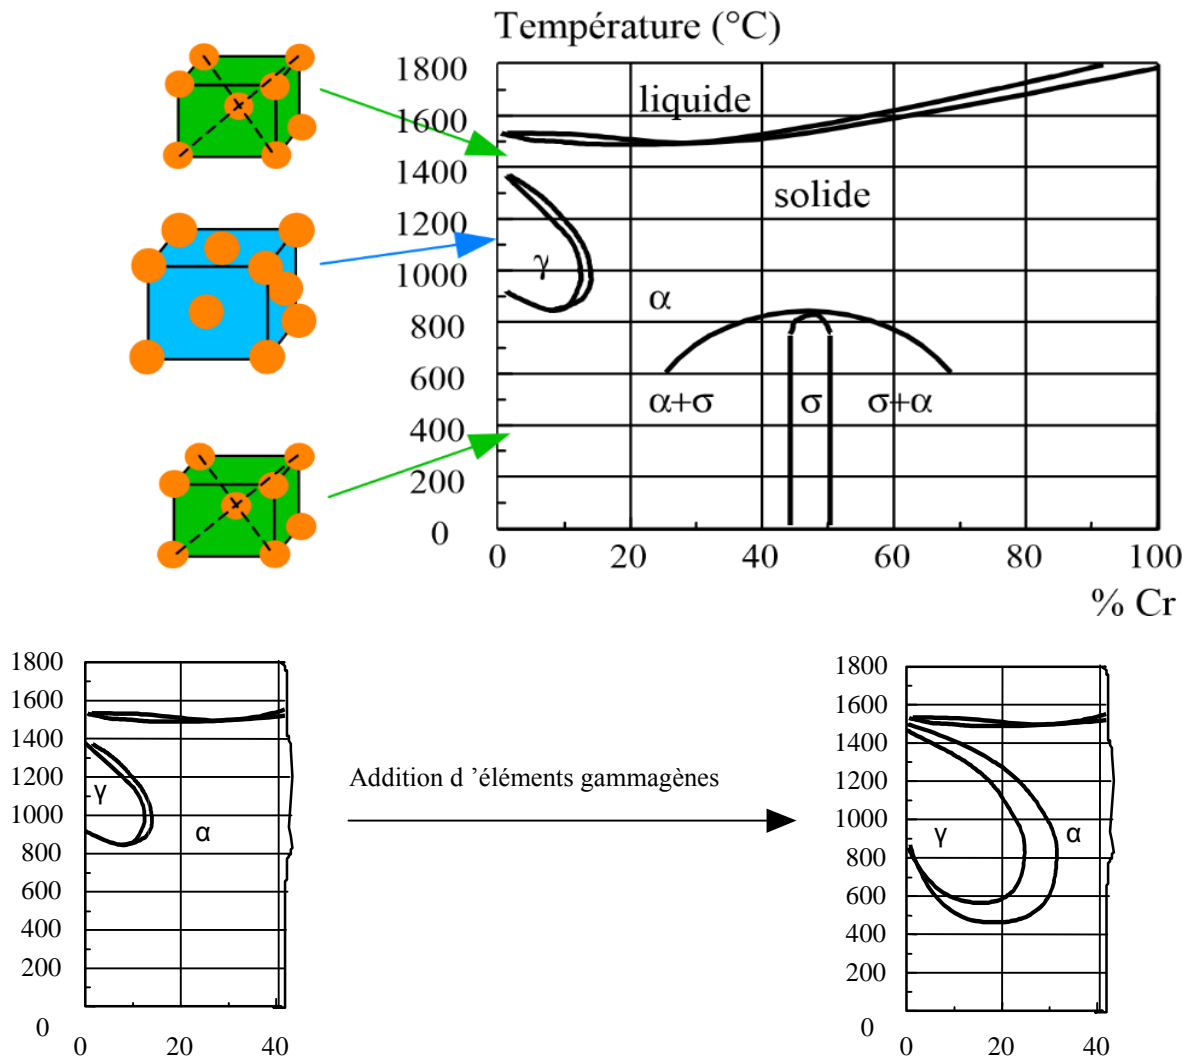 Température (°C)
1800
1600
1400
1200
1000
800
600
400
200
0
liquide
solide
γ
α
α+σ σ σ+α
0 20 40 60 80 100
% Cr
1800
1600
1400
1200
1000
800
600
400
200
0
γ
α
0 20 40
Addition d ’éléments gammagènes
1800
1600
1400
1200
1000
800
600
400
200
0
γ α
0 20 40